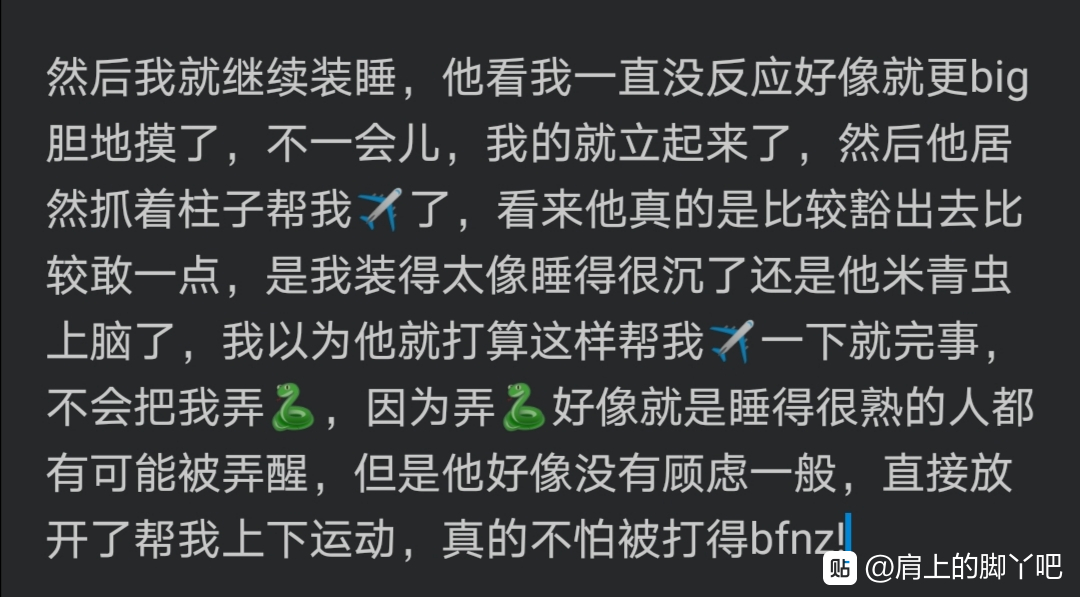 然后我就继续装睡，他看我一直没反应好像就更big
胆地摸了，不一会儿，我的就立起来了，然后他居
然抓着柱子帮我✈️了，看来他真的是比较豁出去比
较敢一点，是我装得太像睡得很沉了还是他米青虫
上脑了，我以为他就打算这样帮我✈️一下就完事，
不会把我弄🐍，因为弄🐍好像就是睡得很熟的人都
有可能被弄醒，但是他好像没有顾虑一般，直接放
开了帮我上下运动，真的不怕被打得bfnz!
贴 @肩上的脚丫吧